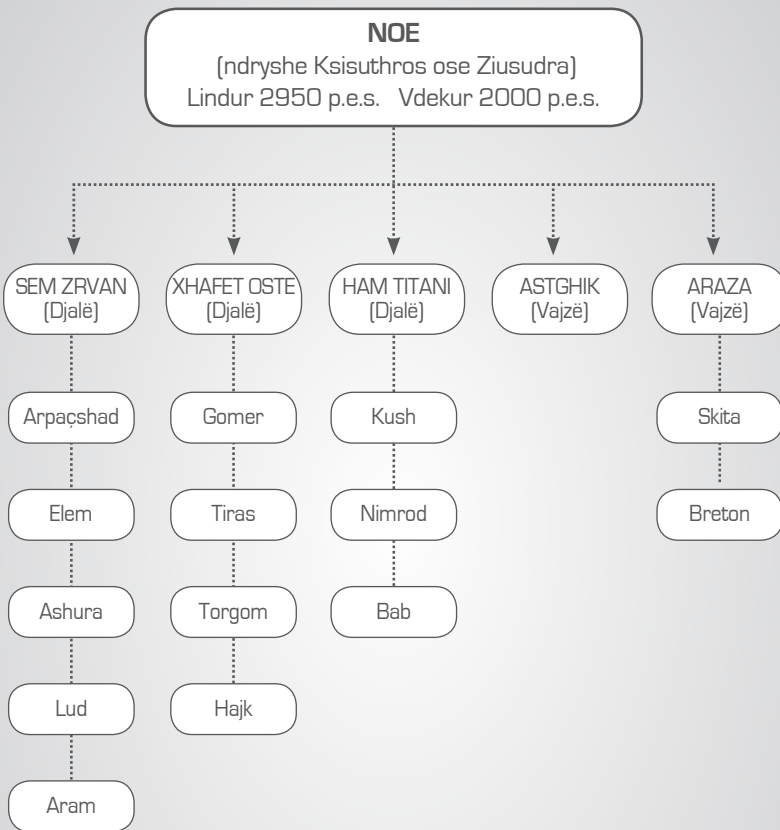 NOE
(ndryshe Ksisuthros ose Ziusudra)
Lindur 2950 p.e.s. Vdekur 2000 p.e.s.
SEM ZRVAN
(Djalë)
XHAFET OSTE
(Djalë)
HAM TITANI
(Djalë)
ASTGHIK
(Vajzë)
ARAZA
(Vajzë)
Arpaçshad
Gomer
Kush
Skita
Elem
Tiras
Nimrod
Breton
Ashura
Torgom
Bab
Lud
Hajk
Aram